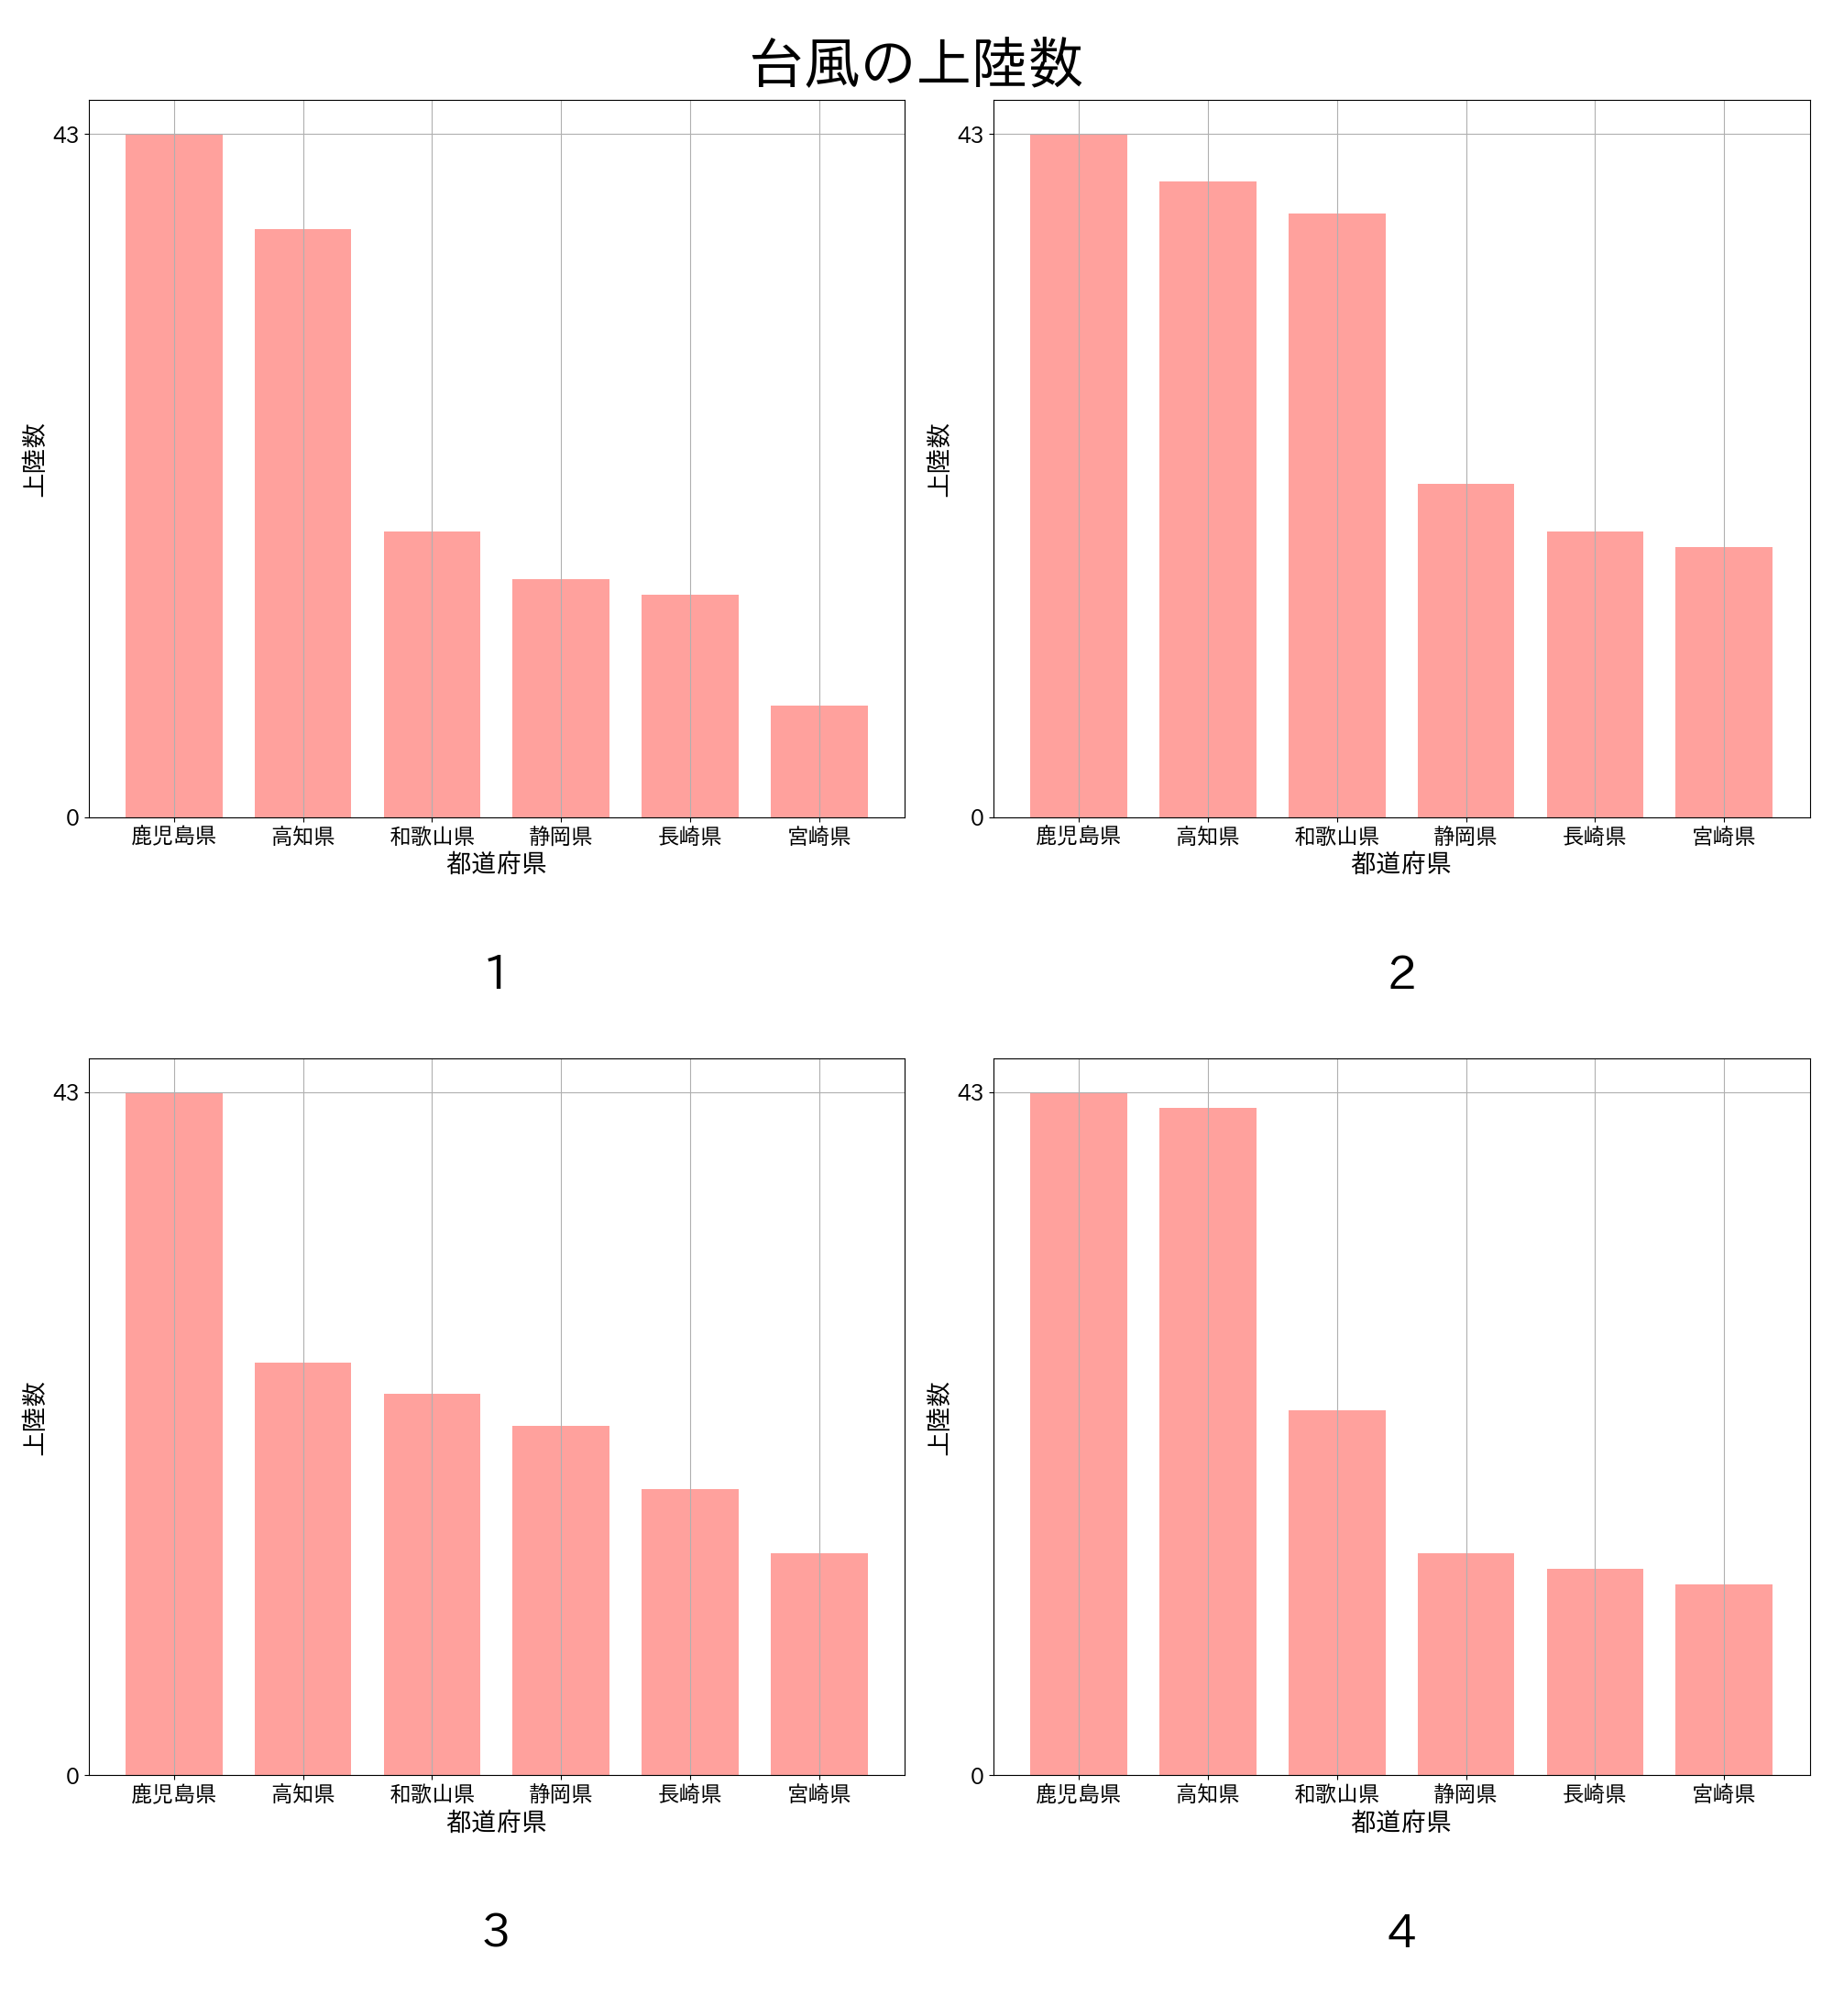 台風の上陸数
43
0
上陸数
鹿児島県 高知県 和歌山県 静岡県 長崎県 宮崎県
都道府県
1
43
0
上陸数
鹿児島県 高知県 和歌山県 静岡県 長崎県 宮崎県
都道府県
2
43
0
上陸数
鹿児島県 高知県 和歌山県 静岡県 長崎県 宮崎県
都道府県
3
43
0
上陸数
鹿児島県 高知県 和歌山県 静岡県 長崎県 宮崎県
都道府県
4